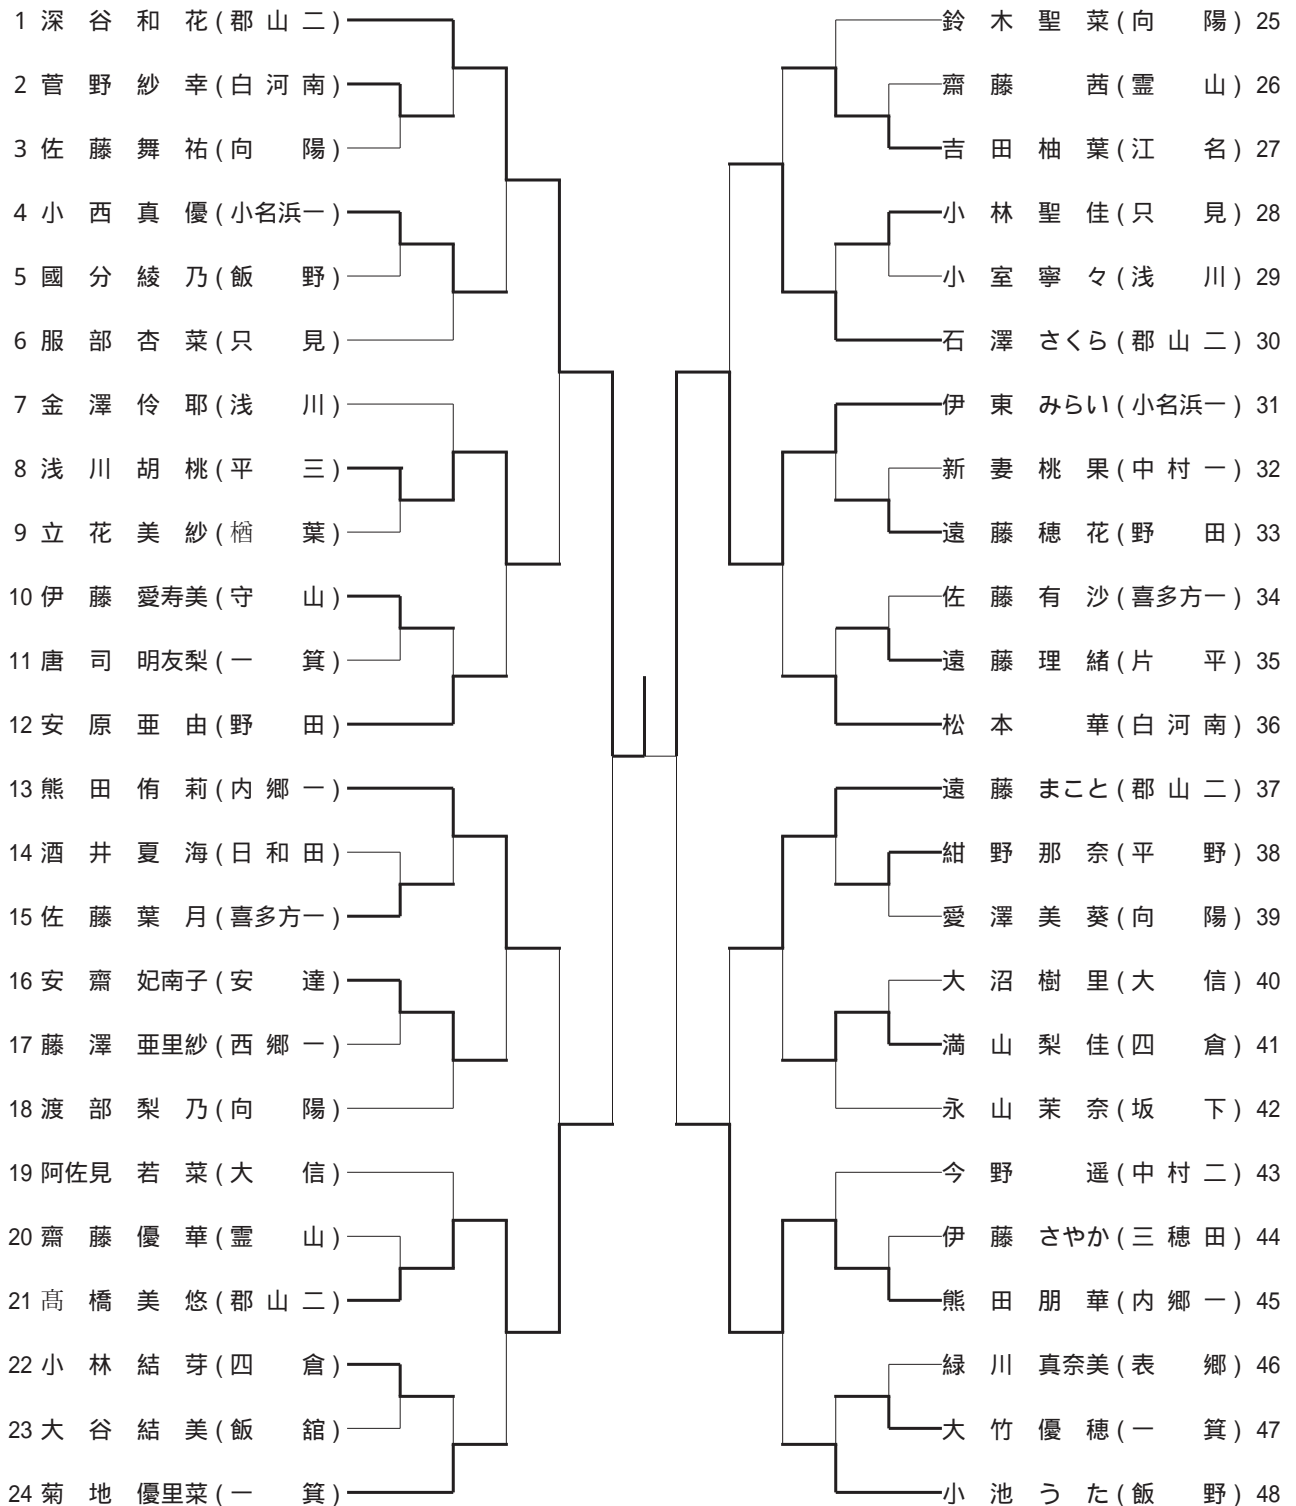 1 深谷和花(郡山二)
2 菅野紗幸(白河南)
3 佐藤舞祐(向陽)
4 小西真優(小名浜一)
5 國分綾乃(飯野)
6 服部杏菜(只見)
7 金澤伶耶(浅川)
8 浅川胡桃(平三)
9 立花美紗(楢葉)
10 伊藤愛寿美(守山)
11 唐司明友梨(一箕)
12 安原亜由(野田)
13 熊田侑莉(内郷一)
14 酒井夏海(日和田)
15 佐藤葉月(喜多方一)
16 安齋妃南子(安達)
17 藤澤亜里紗(西郷一)
18 渡部梨乃(向陽)
19 阿佐見若菜(大信)
20 齋藤優華(霊山)
21 髙橋美悠(郡山二)
22 小林結芽(四倉)
23 大谷結美(飯舘)
24 菊地優里菜(一箕)
鈴木聖菜(向陽) 25
齋藤茜(霊山) 26
吉田柚葉(江名) 27
小林聖佳(只見) 28
小室寧々(浅川) 29
石澤さくら(郡山二) 30
伊東みらい(小名浜一) 31
新妻桃果(中村一) 32
遠藤穂花(野田) 33
佐藤有沙(喜多方一) 34
遠藤理緒(片平) 35
松本華(白河南) 36
遠藤まこと(郡山二) 37
紺野那奈(平野) 38
愛澤美葵(向陽) 39
大沼樹里(大信) 40
満山梨佳(四倉) 41
永山茉奈(坂下) 42
今野遥(中村二) 43
伊藤さやか(三穂田) 44
熊田朋華(内郷一) 45
緑川真奈美(表郷) 46
大竹優穂(一箕) 47
小池うた(飯野) 48